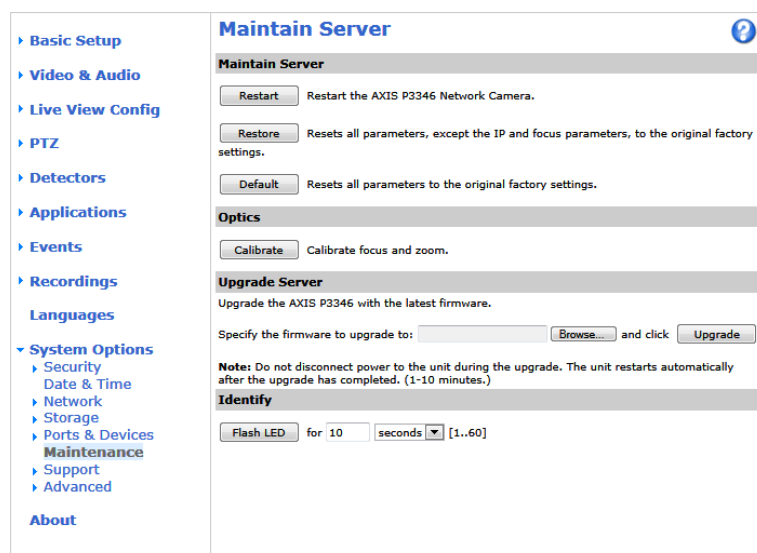 Basic Setup
Video & Audio
Live View Config
PTZ
Detectors
Applications
Events
Recordings
Languages
System Options
Security
Date & Time
Network
Storage
Ports & Devices
Maintenance
Support
Advanced
About
Maintain Server
?
Maintain Server
Restart Restart the AXIS P3346 Network Camera.
Restore Resets all parameters, except the IP and focus parameters, to the original factory
settings.
Default Resets all parameters to the original factory settings.
Optics
Calibrate Calibrate focus and zoom.
Upgrade Server
Upgrade the AXIS P3346 with the latest firmware.
Specify the firmware to upgrade to: Browse... and click Upgrade
Note: Do not disconnect power to the unit during the upgrade. The unit restarts automatically
after the upgrade has completed. (1-10 minutes.)
Identify
Flash LED for 10 seconds [1..60]